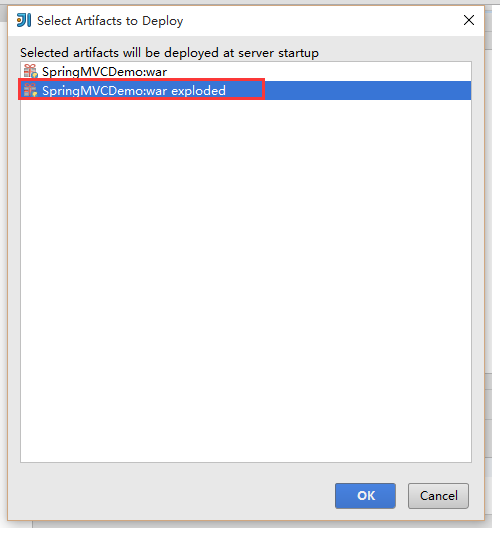 Select Artifacts to Deploy
Selected artifacts will be deployed at server startup
SpringMVCDemo:war
SpringMVCDemo:war exploded
OK
Cancel